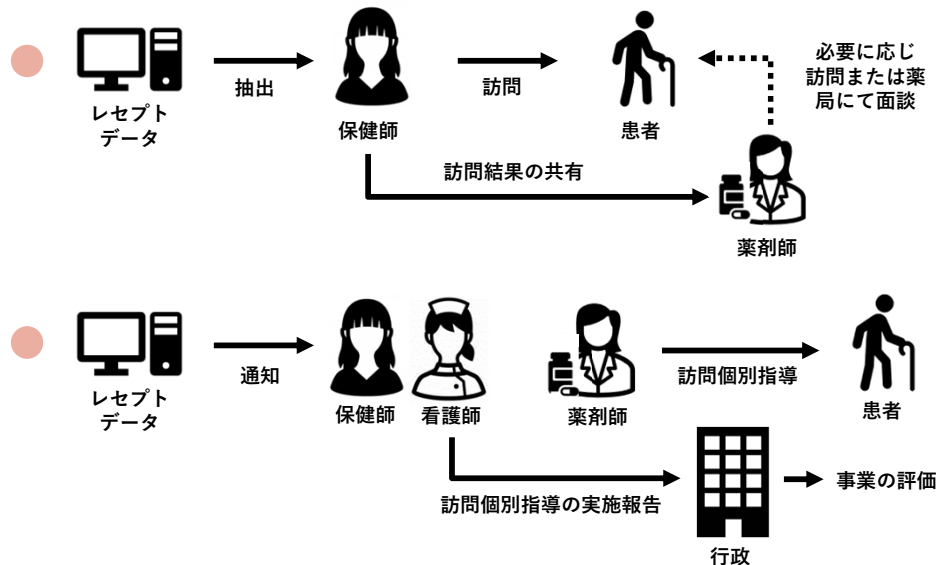 抽出
訪問
必要に応じ
訪問または薬
局にて面談
レセプト
データ
保健師
患者
訪問結果の共有
薬剤師
通知
訪問個別指導
レセプト
データ
保健師
看護師
薬剤師
患者
訪問個別指導の実施報告
事業の評価
行政